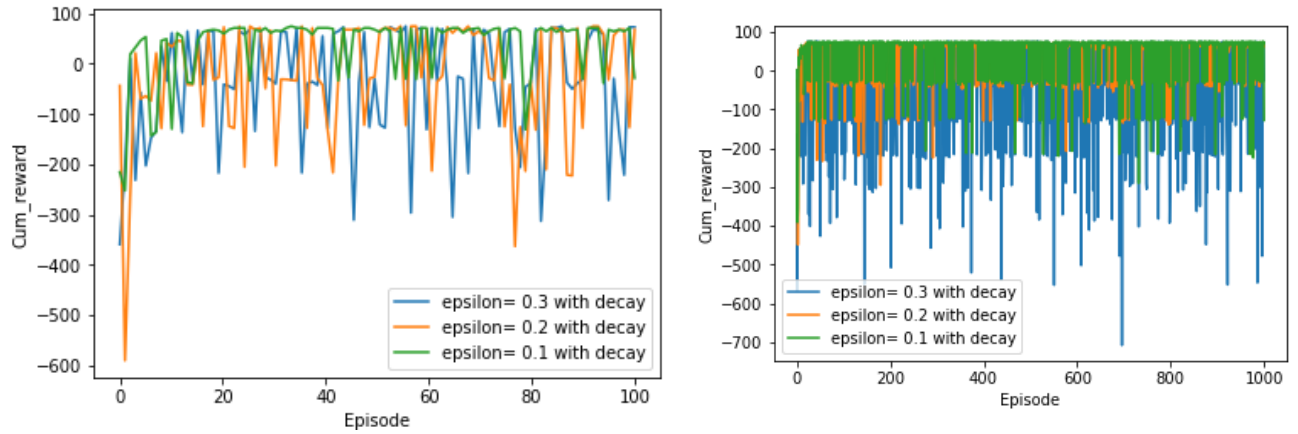 100
0
−100
−200
−300
−400
−500
−600
Cum_reward
0
20
40
60
80
100
Episode
epsilon= 0.3 with decay
epsilon= 0.2 with decay
epsilon= 0.1 with decay
100
0
−100
−200
−300
−400
−500
−600
−700
Cum_reward
0
200
400
600
800
1000
Episode
epsilon= 0.3 with decay
epsilon= 0.2 with decay
epsilon= 0.1 with decay